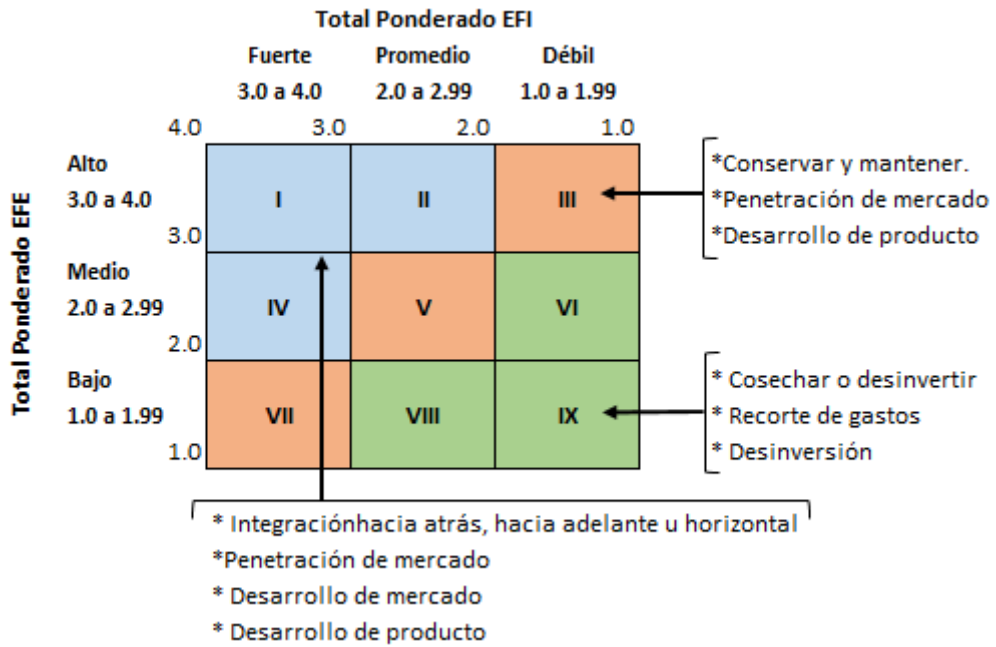 Total Ponderado EFI
Fuerte Promedio Débil
3.0 a 4.0 2.0 a 2.99 1.0 a 1.99
4.0 3.0 2.0 1.0
Total Ponderado EFE
Alto
3.0 a 4.0
3.0
I II III
*Conservar y mantener.
*Penetración de mercado
*Desarrollo de producto
Medio
2.0 a 2.99
2.0
IV V VI
Bajo
1.0 a 1.99
1.0
VII VIII IX
* Cosechar o desinvertir
* Recorte de gastos
* Desinversión
* Integraciónhacia atrás, hacia adelante u horizontal
*Penetración de mercado
* Desarrollo de mercado
* Desarrollo de producto